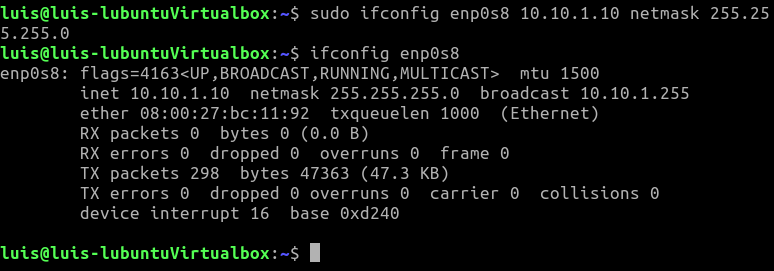 luis@luis-lubuntuVirtualbox:~$ sudo ifconfig enp0s8 10.10.1.10 netmask 255.25
5.255.0
luis@luis-lubuntuVirtualbox:~$ ifconfig enp0s8
enp0s8: flags=4163<UP,BROADCAST,RUNNING,MULTICAST>  mtu 1500
        inet 10.10.1.10  netmask 255.255.255.0  broadcast 10.10.1.255
        ether 08:00:27:bc:11:92  txqueuelen 1000  (Ethernet)
        RX packets 0  bytes 0 (0.0 B)
        RX errors 0  dropped 0  overruns 0  frame 0
        TX packets 298  bytes 47363 (47.3 KB)
        TX errors 0  dropped 0 overruns 0  carrier 0  collisions 0
        device interrupt 16  base 0xd240
luis@luis-lubuntuVirtualbox:~$